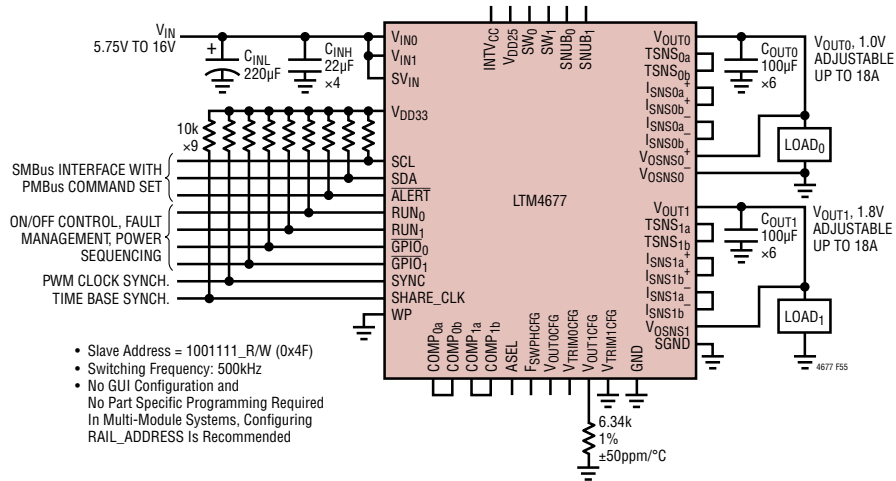 VIN
5.75V TO 16V
+
CINL
220µF
CINH
22µF
×4
VIN0
VIN1
SVIN
VDD33
INTVCC
VDD25
SW0
SW1
SNUB0
SNUB1
VOUT0
TSNS0a
TSNS0b
ISNS0a+
ISNS0b+
ISNS0a–
ISNS0b–
VOSNS0+
VOSNS0–
COUT0
100µF
×6
VOUT0, 1.0V
ADJUSTABLE
UP TO 18A
LOAD0
10k
×9
SMBus INTERFACE WITH
PMBus COMMAND SET
SCL
SDA
ALERT
ON/OFF CONTROL, FAULT
MANAGEMENT, POWER
SEQUENCING
RUN0
RUN1
GPIO0
GPIO1
PWM CLOCK SYNCH.
SYNC
TIME BASE SYNCH.
SHARE_CLK
WP
LTM4677
VOUT1
TSNS1a
TSNS1b
ISNS1a+
ISNS1b+
ISNS1a–
ISNS1b–
VOSNS1
SGND
COUT1
100µF
×6
VOUT1, 1.8V
ADJUSTABLE
UP TO 18A
LOAD1
4677 F55
COMP0a
COMP0b
COMP1a
COMP1b
ASEL
FSWPHCFG
VOUT0CFG
VTRIM0CFG
VOUT1CFG
VTRIM1CFG
GND
6.34k
1%
±50ppm/°C
• Slave Address = 1001111_R/W (0x4F)
• Switching Frequency: 500kHz
• No GUI Configuration and
No Part Specific Programming Required
In Multi-Module Systems, Configuring
RAIL_ADDRESS Is Recommended